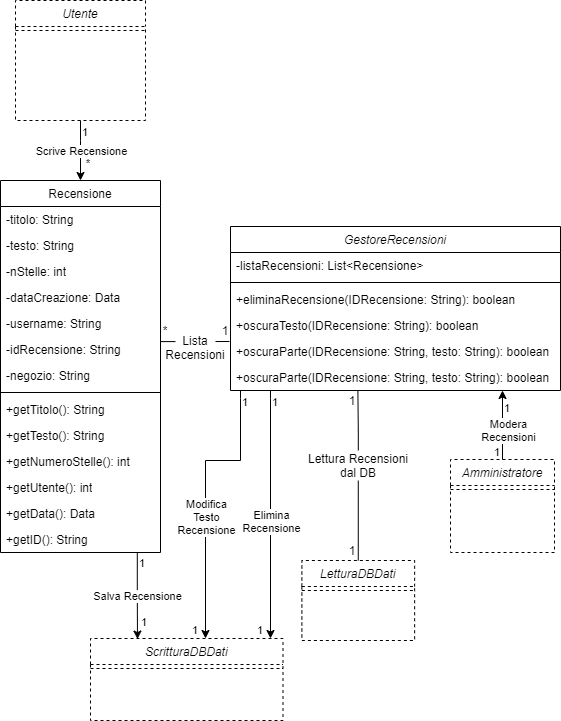 Utente
1
Scrive Recensione
*
Recensione
-titolo: String
-testo: String
-nStelle: int
-dataCreazione: Data
-username: String
-idRecensione: String
-negozio: String
+getTitolo(): String
+getTesto(): String
+getNumeroStelle(): int
+getUtente(): int
+getData(): Data
+getID(): String
* 1
Lista
Recensioni
GestoreRecensioni
-listaRecensioni: List<Recensione>
+eliminaRecensione(IDRecensione: String): boolean
+oscuraTesto(IDRecensione: String): boolean
+oscuraParte(IDRecensione: String, testo: String): boolean
+oscuraParte(IDRecensione: String, testo: String): boolean
1
Modifica
Testo
Recensione
1
1
Elimina
Recensione
1
1
Lettura Recensioni
dal DB
1
1
Modera
Recensioni
1
Amministratore
LetturaDBDati
1
Salva Recensione
1
ScritturaDBDati